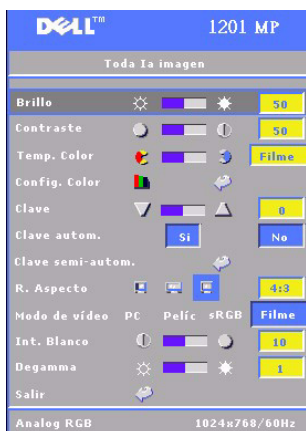 DELL™ 1201 MP
Toda Ia imagen
Brillo 50
Contraste 50
Temp. Color Filme
Config. Color
Clave 0
Clave autom. Si No
Clave semi-autom.
R. Aspecto 4:3
Modo de vídeo PC Pelíc sRGB Filme
Int. Blanco 10
Degamma 1
Salir
Analog RGB 1024x768/60Hz